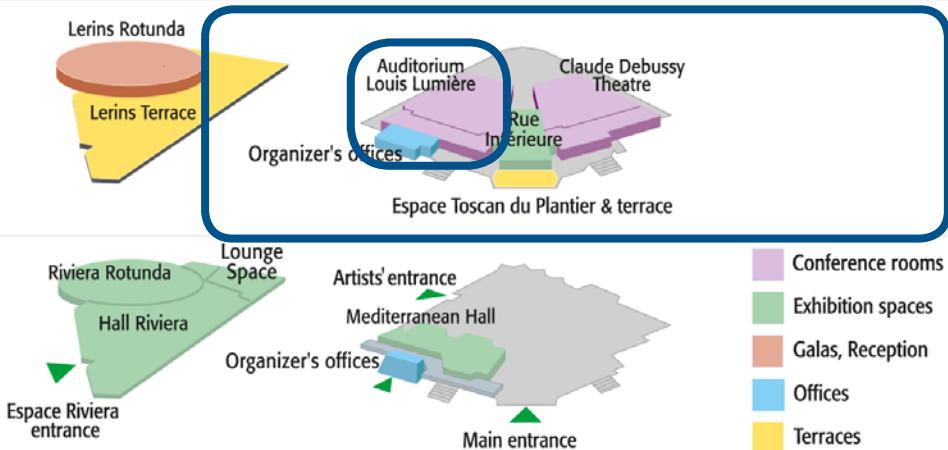 Lerins Rotunda
Lerins Terrace
Auditorium
Louis Lumière
Claude Debussy
Theatre
Rue
Intérieure
Organizer's offices
Espace Toscan du Plantier & terrace
Riviera Rotunda
Lounge
Space
Hall Riviera
Espace Riviera
entrance
Artists' entrance
Mediterranean Hall
Organizer's offices
Main entrance
Conference rooms
Exhibition spaces
Galas, Reception
Offices
Terraces